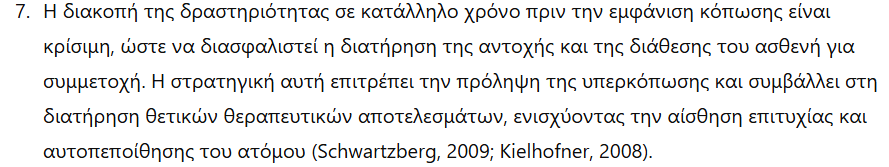 7. Η διακοπή της δραστηριότητας σε κατάλληλο χρόνο πριν την εμφάνιση κόπωσης είναι
κρίσιμη, ώστε να διασφαλιστεί η διατήρηση της αντοχής και της διάθεσης του ασθενή για
συμμετοχή. Η στρατηγική αυτή επιτρέπει την πρόληψη της υπερκόπωσης και συμβάλλει στη
διατήρηση θετικών θεραπευτικών αποτελεσμάτων, ενισχύοντας την αίσθηση επιτυχίας και
αυτοπεποίθησης του ατόμου (Schwartzberg, 2009; Kielhofner, 2008).